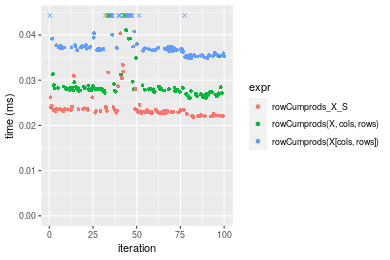 0.04
0.03
0.02
0.01
0.00
time (ms)
0
25
50
75
100
iteration
expr
rowCumprods_X_S
rowCumprods(X, cols, rows)
rowCumprods(X[cols, rows])